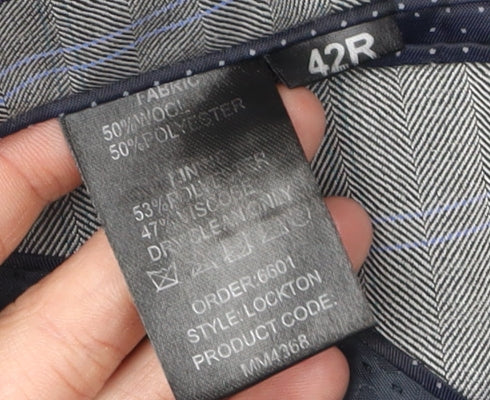 42R
FABRIC
50%WOOL
50%POLYESTER
LINING
53%POLYESTER
47%VISCOSE
DRY CLEAN ONLY
ORDER:6601
STYLE: LOCKTON
PRODUCT CODE.
MM4368